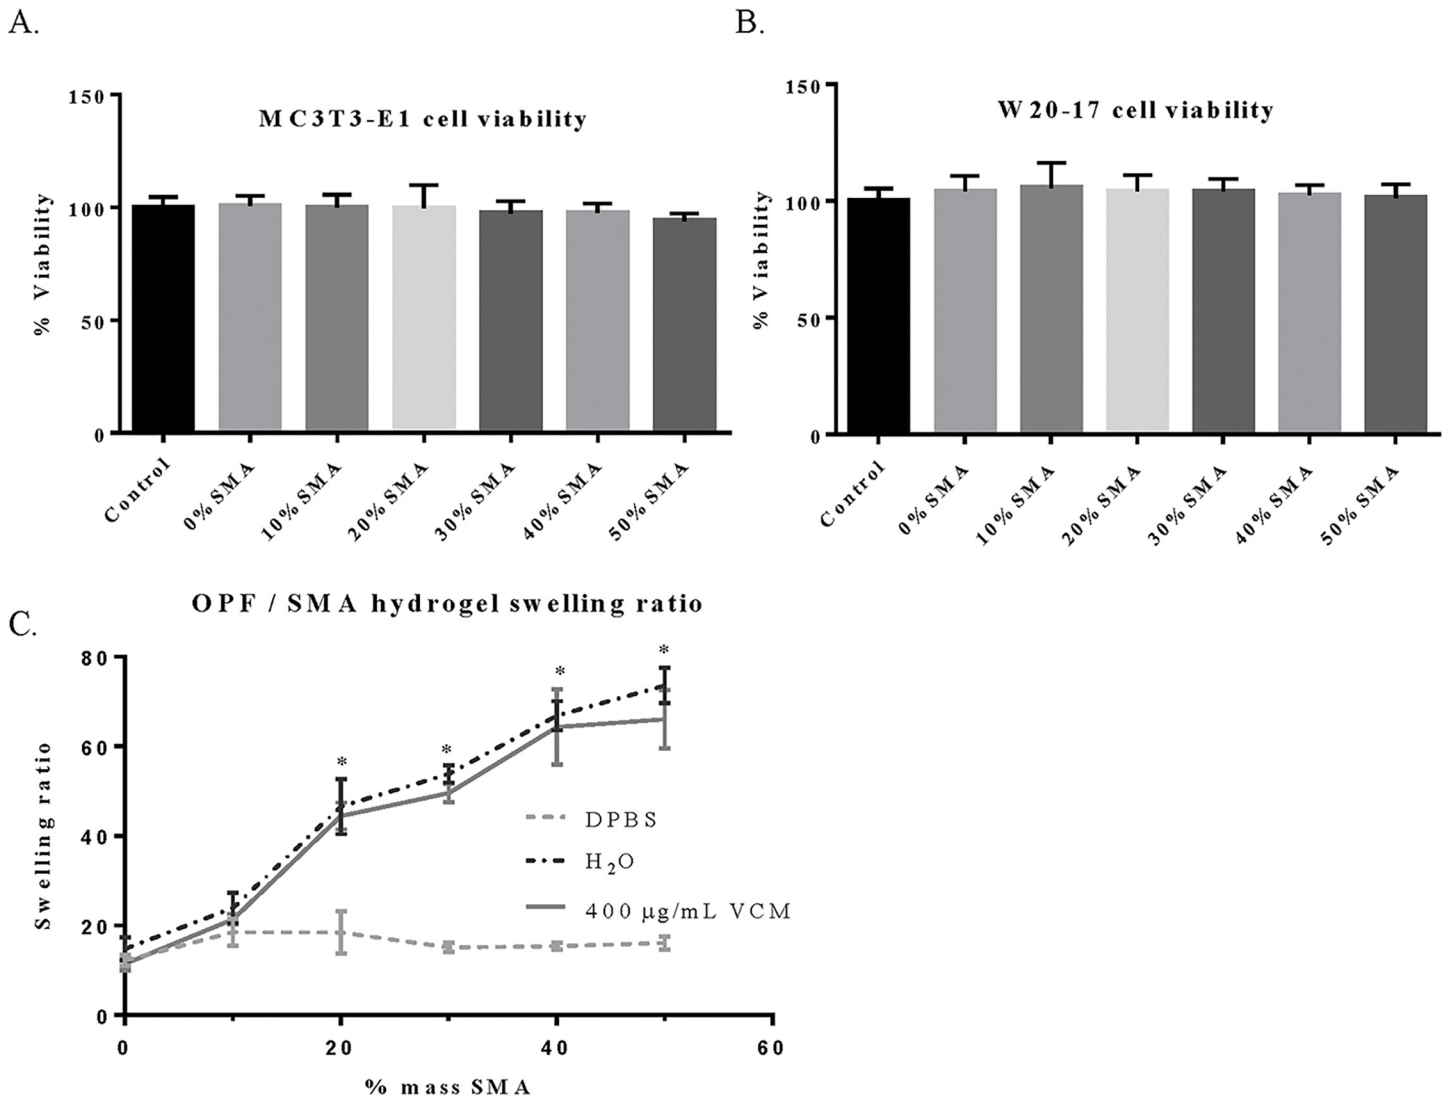 A.
MC3T3-E1 cell viability
% Viability
150
100
50
0
Control
0% SMA
10% SMA
20% SMA
30% SMA
40% SMA
50% SMA
B.
W20-17 cell viability
% Viability
150
100
50
0
Control
0% SMA
10% SMA
20% SMA
30% SMA
40% SMA
50% SMA
C.
OPF / SMA hydrogel swelling ratio
Swelling ratio
80
60
40
20
0
* * * *
DPBS
H₂O
400 µg/mL VCM
0 20 40 60
% mass SMA